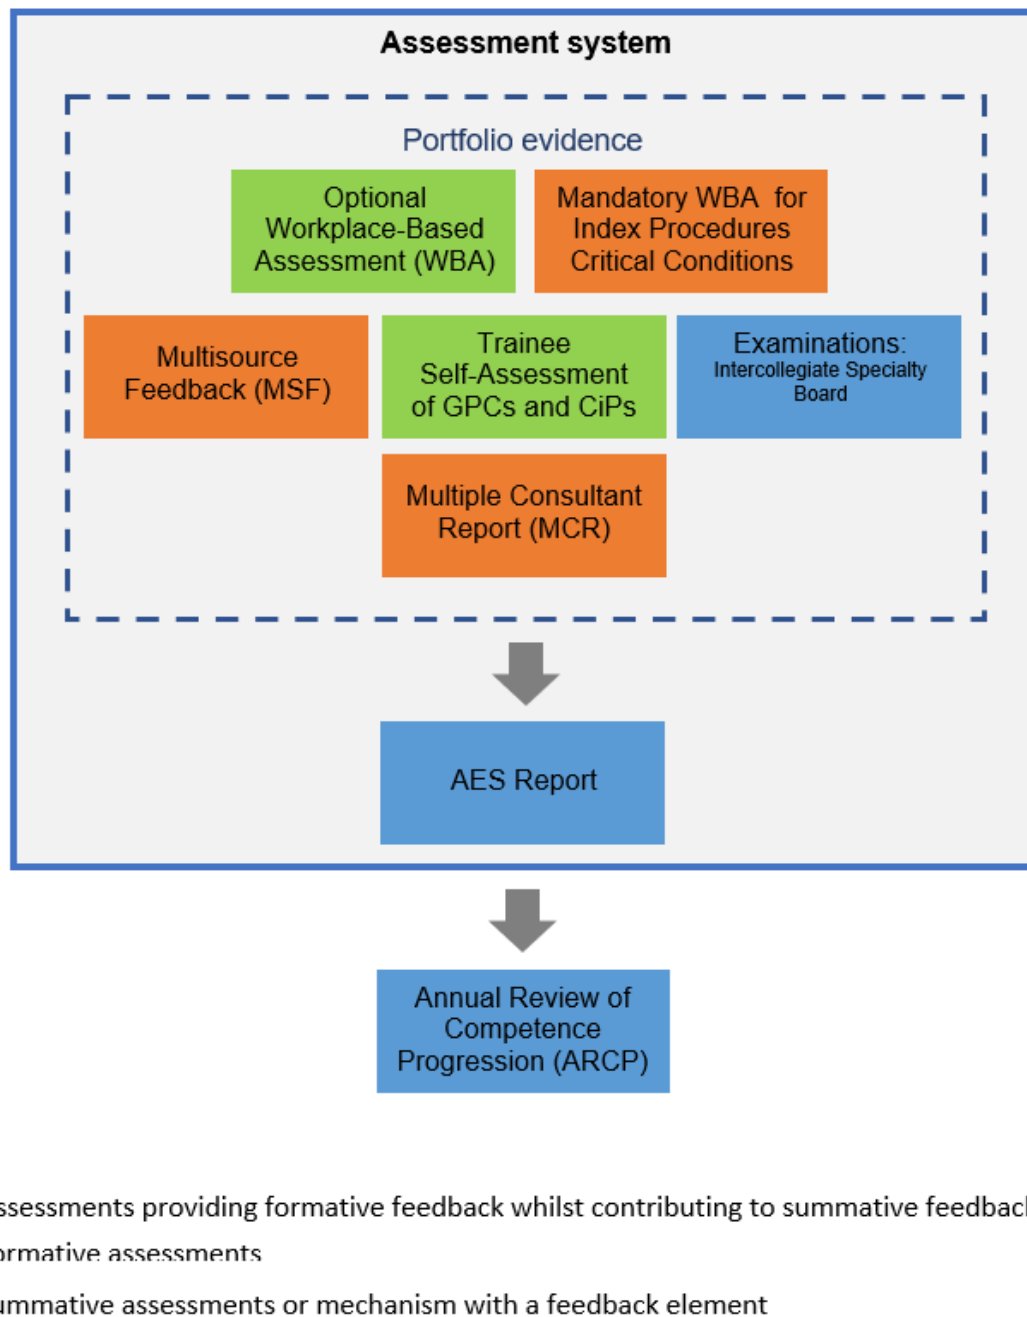 Assessment system
Portfolio evidence
Optional
Workplace-Based
Assessment (WBA)
Mandatory WBA for
Index Procedures
Critical Conditions
Multisource
Feedback (MSF)
Trainee
Self-Assessment
of GPCs and CiPs
Examinations:
Intercollegiate Specialty
Board
Multiple Consultant
Report (MCR)
AES Report
Annual Review of
Competence
Progression (ARCP)
ssessments providing formative feedback whilst contributing to summative feedback
ormative assessments
ummative assessments or mechanism with a feedback element